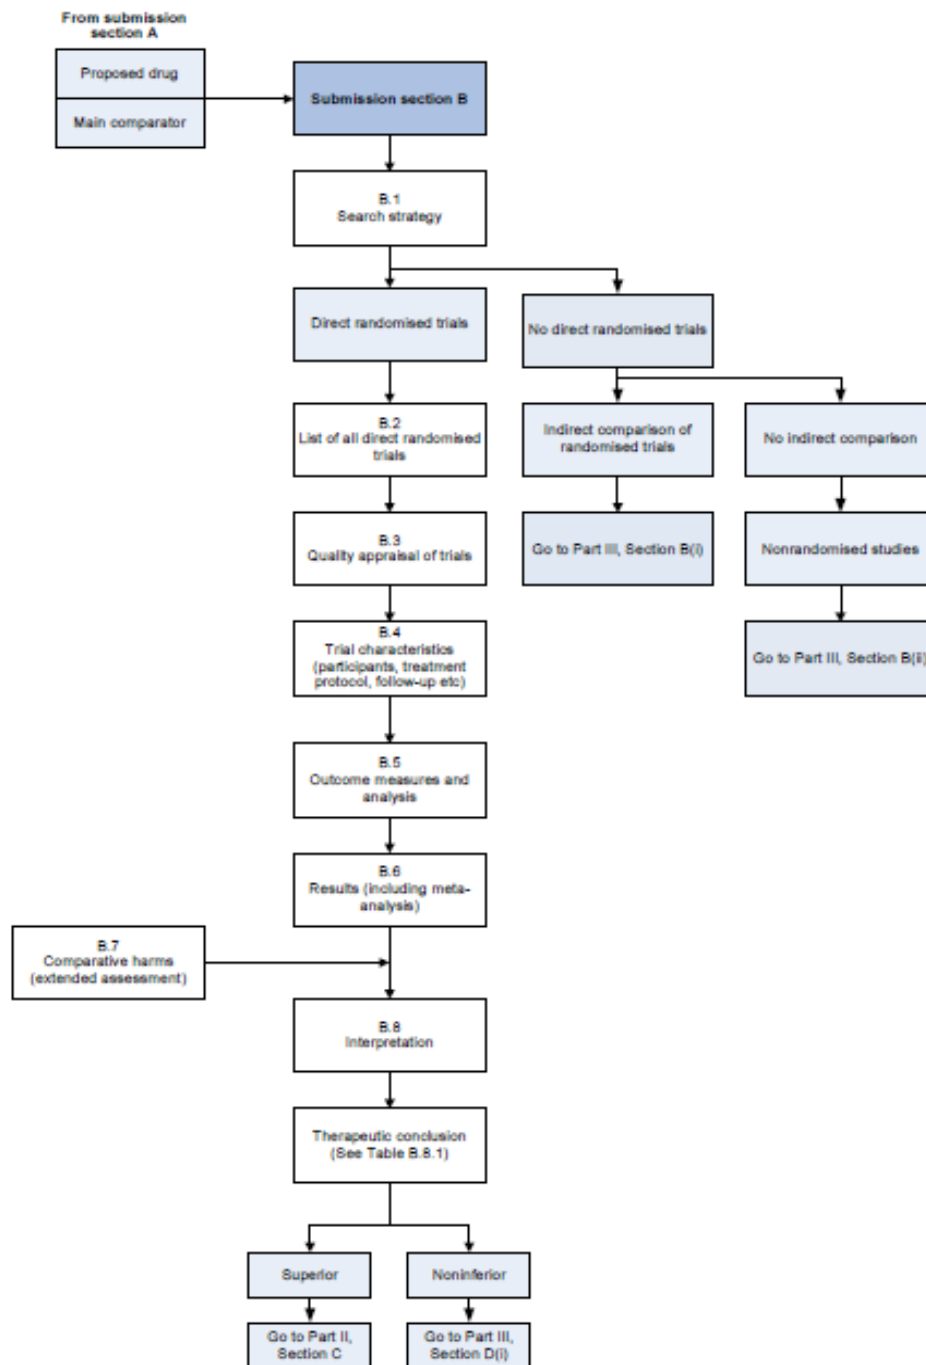 From submission
section A
Proposed drug
Main comparator
Submission section B
B.1
Search strategy
Direct randomised trials
No direct randomised trials
B.2
List of all direct randomised
trials
Indirect comparison of
randomised trials
No indirect comparison
B.3
Quality appraisal of trials
Go to Part III, Section B(i)
Nonrandomised studies
B.4
Trial characteristics
(participants, treatment
protocol, follow-up etc)
Go to Part III, Section B(ii)
B.5
Outcome measures and
analysis
B.6
Results (including meta-
analysis)
B.7
Comparative harms
(extended assessment)
B.8
Interpretation
Therapeutic conclusion
(See Table B.8.1)
Superior
Noninferior
Go to Part II,
Section C
Go to Part III,
Section D(i)